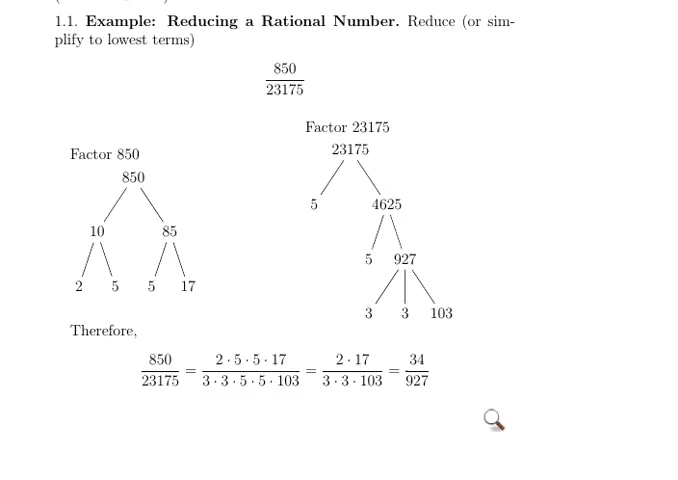 1.1. Example: Reducing a Rational Number. Reduce (or sim-
plify to lowest terms)
850
23175
Factor 850
850
10 85
2 5 5 17
Factor 23175
23175
5 4625
5 927
3 3 103
Therefore,
850/23175 = 2 · 5 · 5 · 17/3 · 3 · 5 · 5 · 103 = 2 · 17/3 · 3 · 103 = 34/927